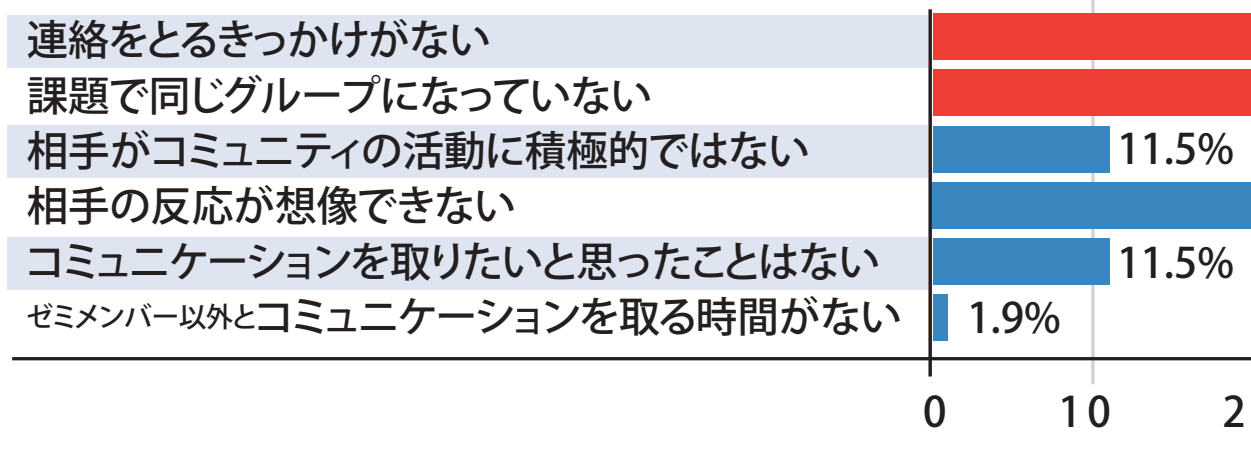 連絡をとるきっかけがない
課題で同じグループになっていない
相手がコミュニティの活動に積極的ではない 11.5%
相手の反応が想像できない
コミュニケーションを取りたいと思ったことはない 11.5%
ゼミメンバー以外とコミュニケーションを取る時間がない 1.9%
0 10 2